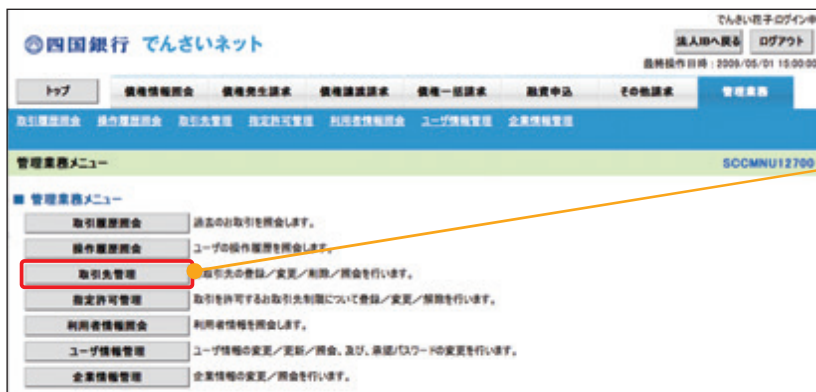 でんさい花子ログイン中
四国銀行 でんさいネット
法人IBへ戻る ログアウト
最終操作日時:2009/05/01 15:00:00
トップ 債権情報照会 債権発生請求 債権譲渡請求 債権一括請求 融資申込 その他請求 管理業務
取引履歴照会 操作履歴照会 取引先管理 指定許可管理 利用者情報照会 ユーザ情報管理 企業情報管理
管理業務メニュー SCCMNU12700
■ 管理業務メニュー
取引履歴照会 過去のお取引を照会します。
操作履歴照会 ユーザの操作履歴を照会します。
取引先管理 取引先の登録/変更/削除/照会を行います。
指定許可管理 取引を許可するお取引先制限について登録/変更/解除を行います。
利用者情報照会 利用者情報を照会します。
ユーザ情報管理 ユーザ情報の変更/更新/照会、及び、承認パスワードの変更を行います。
企業情報管理 企業情報の変更/照会を行います。